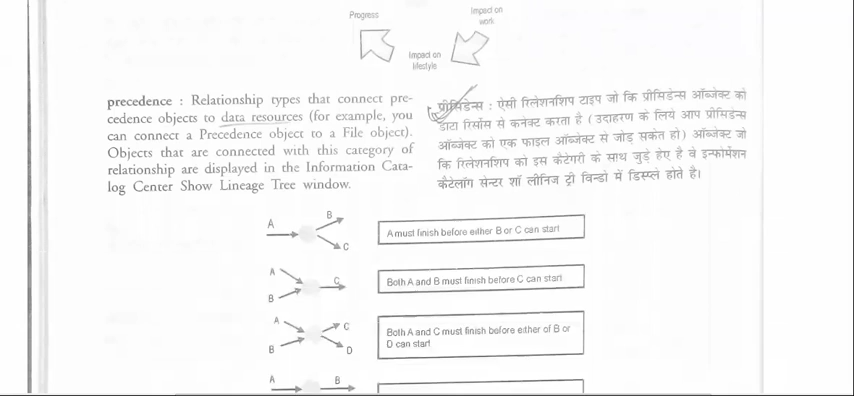 Progress
Impact on
work
Impact on
lifestyle
precedence : Relationship types that connect pre-
cedence objects to data resources (for example, you
can connect a Precedence object to a File object).
Objects that are connected with this category of
relationship are displayed in the Information Cata-
log Center Show Lineage Tree window.
प्रीसिडेन्स : ऐसी रिलेशनशिप टाइप जो कि प्रीसिडेन्स ऑब्जेक्ट को
डाटा रिर्सोस से कनेक्ट करता है ( उदाहरण के लिये आप प्रीसिडेन्स
ऑब्जेक्ट को एक फाइल ऑब्जेक्ट से जोड़ सकते हो) ऑब्जेक्ट जो
कि रिलेशनशिप को इस कैटेगरी के साथ जुड़े हेए है वे इन्फोर्मेशन
कैटेलॉग सेन्टर शॉ लीनिज ट्री विन्डो में डिस्प्ले होते है।
A
B
C
A must finish before either B or C can start
A
B
C
Both A and B must finish before C can start
A
B
C
D
Both A and C must finish before either of B or
D can start
A
B